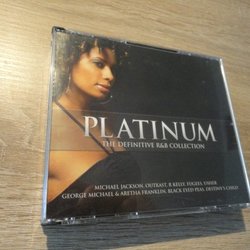 PLATINUM
THE DEFINITIVE R&B COLLECTION
MICHAEL JACKSON, OUTKAST, R KELLY, FUGEES, USHER
GEORGE MICHAEL & ARETHA FRANKLIN, BLACK EYED PEAS, DESTINY'S CHILD